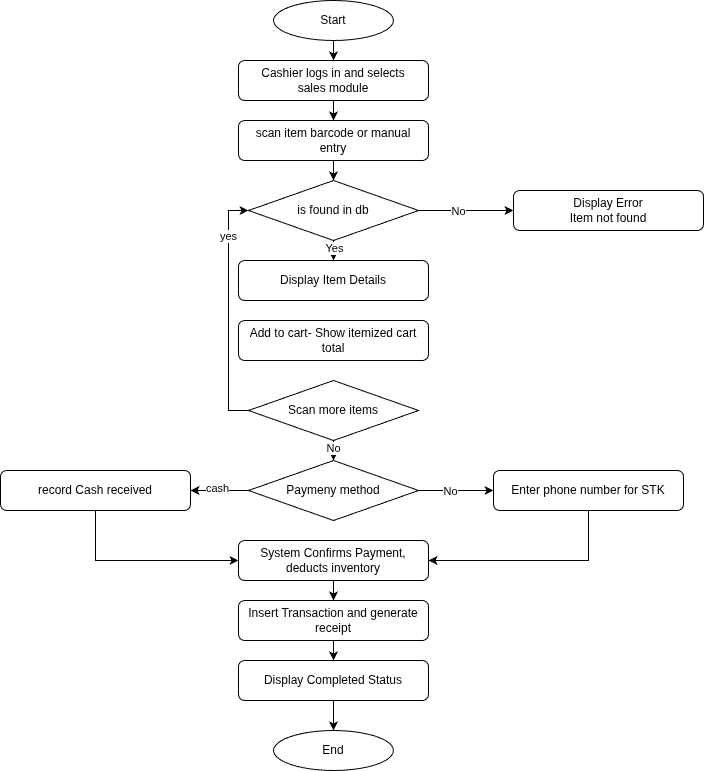 Start
Cashier logs in and selects
sales module
scan item barcode or manual
entry
is found in db
No
Display Error
Item not found
yes
Yes
Display Item Details
Add to cart- Show itemized cart
total
Scan more items
No
record Cash received
cash
Paymeny method
No
Enter phone number for STK
System Confirms Payment,
deducts inventory
Insert Transaction and generate
receipt
Display Completed Status
End